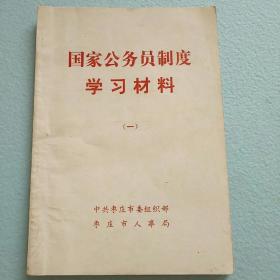 国家公务员制度
学习材料
(一)
中共枣庄市委组织部
枣庄市人事局